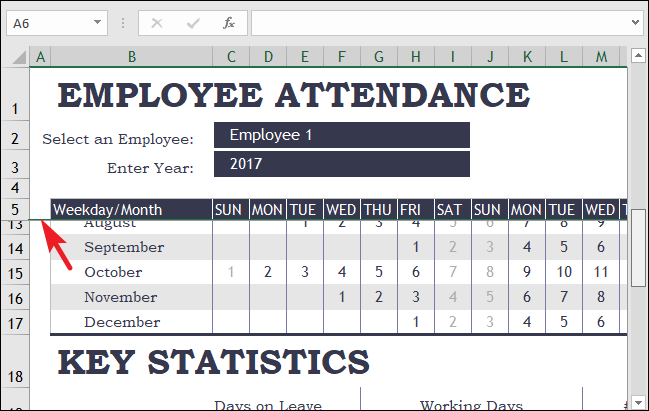 A6
fx
A B C D E F G H I J K L M
1 EMPLOYEE ATTENDANCE
2 Select an Employee: Employee 1
3 Enter Year: 2017
4
5 Weekday/Month SUN MON TUE WED THU FRI SAT SUN MON TUE WED T
13 August 1 2 3 4 5 6 7 8 9
14 September 1 2 3 4 5 6
15 October 1 2 3 4 5 6 7 8 9 10 11
16 November 1 2 3 4 5 6 7 8
17 December 1 2 3 4 5 6
18 KEY STATISTICS
Days on Leave Working Days